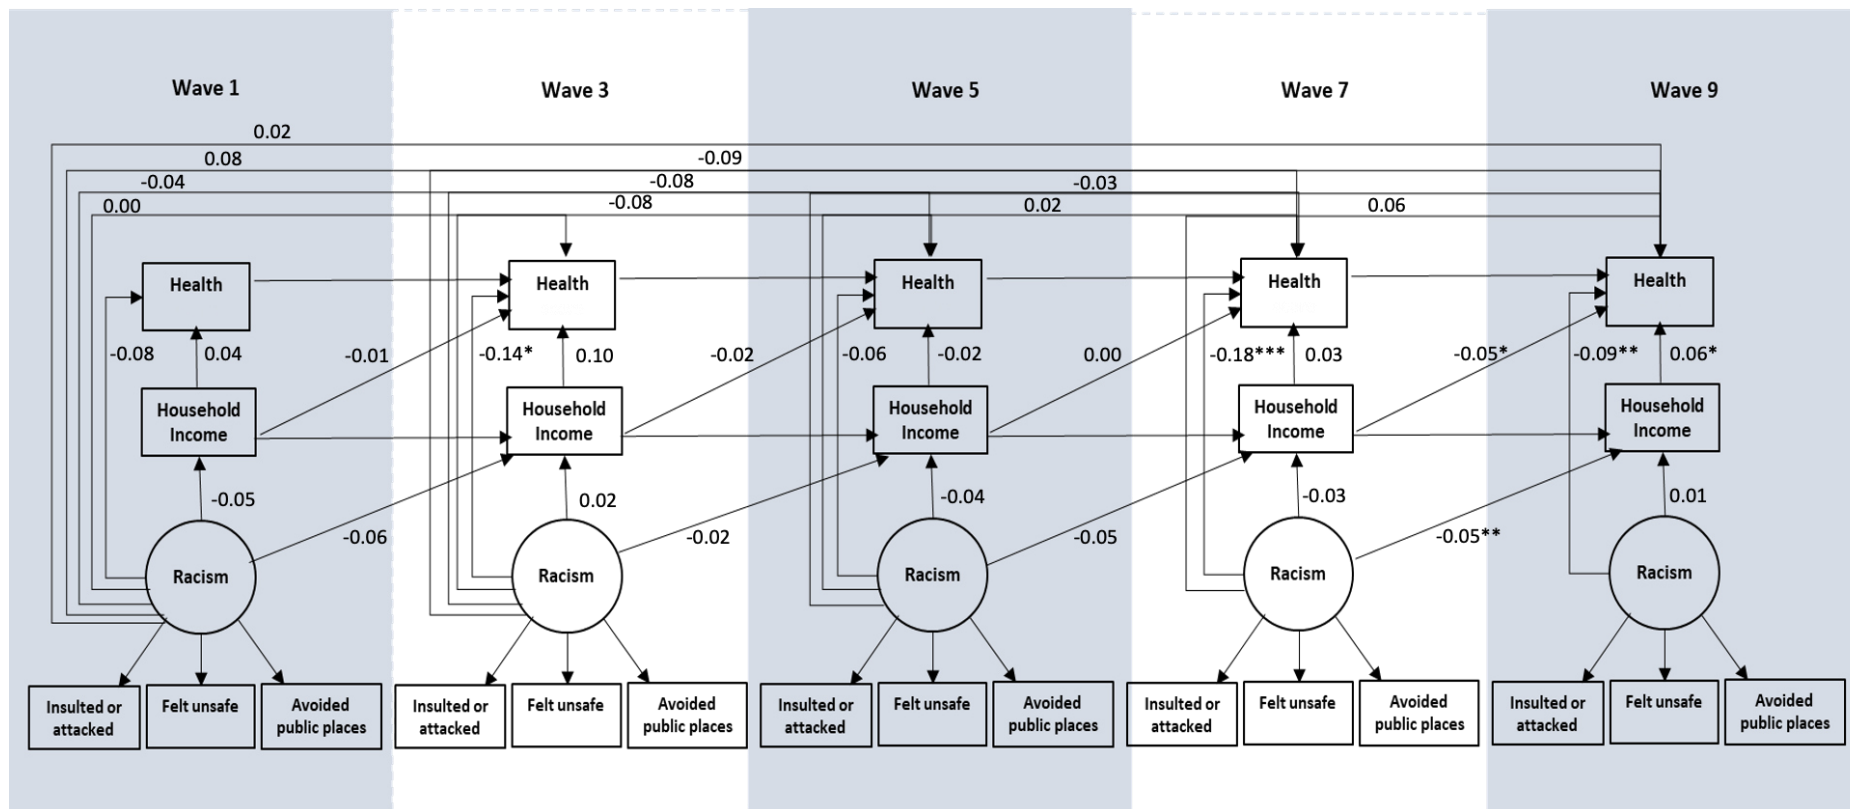 Wave 1
Wave 3
Wave 5
Wave 7
Wave 9
0.02
0.08
-0.09
-0.04
-0.08
-0.03
0.00
-0.08
0.02
0.06
Health
Health
Health
Health
Health
-0.08
0.04
-0.01
-0.14*
0.10
-0.02
-0.06
-0.02
0.00
-0.18***
0.03
-0.05*
-0.09**
0.06*
Household
Income
Household
Income
Household
Income
Household
Income
Household
Income
-0.05
0.02
-0.04
-0.03
0.01
-0.06
-0.02
-0.05
-0.05**
Racism
Racism
Racism
Racism
Racism
Insulted or
attacked
Felt unsafe
Avoided
public places
Insulted or
attacked
Felt unsafe
Avoided
public places
Insulted or
attacked
Felt unsafe
Avoided
public places
Insulted or
attacked
Felt unsafe
Avoided
public places
Insulted or
attacked
Felt unsafe
Avoided
public places